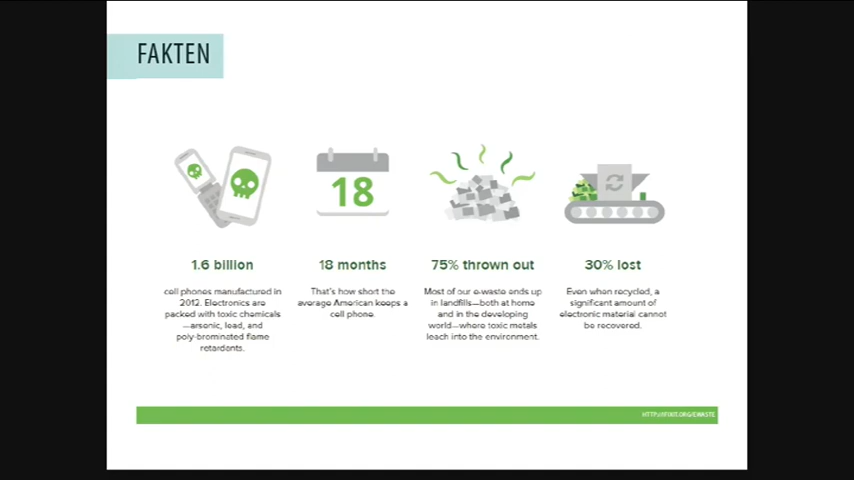 FAKTEN
18
1.6 billion
cell phones manufactured in
2012. Electronics are
packed with toxic chemicals
—arsenic, lead, and
poly-brominated flame
retardants.
18 months
That's how short the
average American keeps a
cell phone.
75% thrown out
Most of our e-waste ends up
in landfills—both at home
and in the developing
world—where toxic metals
leach into the environment.
30% lost
Even when recycled, a
significant amount of
electronic material cannot
be recovered.
HTTP://IFIXIT.ORG/EWASTE